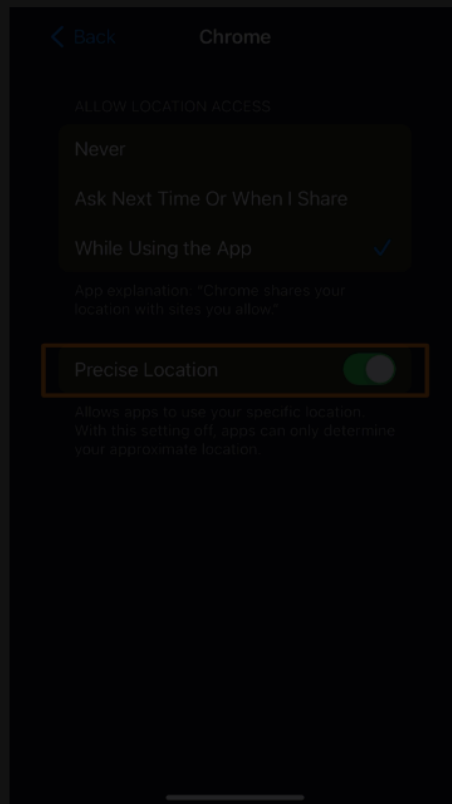 Back
Chrome
ALLOW LOCATION ACCESS
Never
Ask Next Time Or When I Share
While Using the App
App explanation: "Chrome shares your
location with sites you allow."
Precise Location
Allows apps to use your specific location.
With this setting off, apps can only determine
your approximate location.